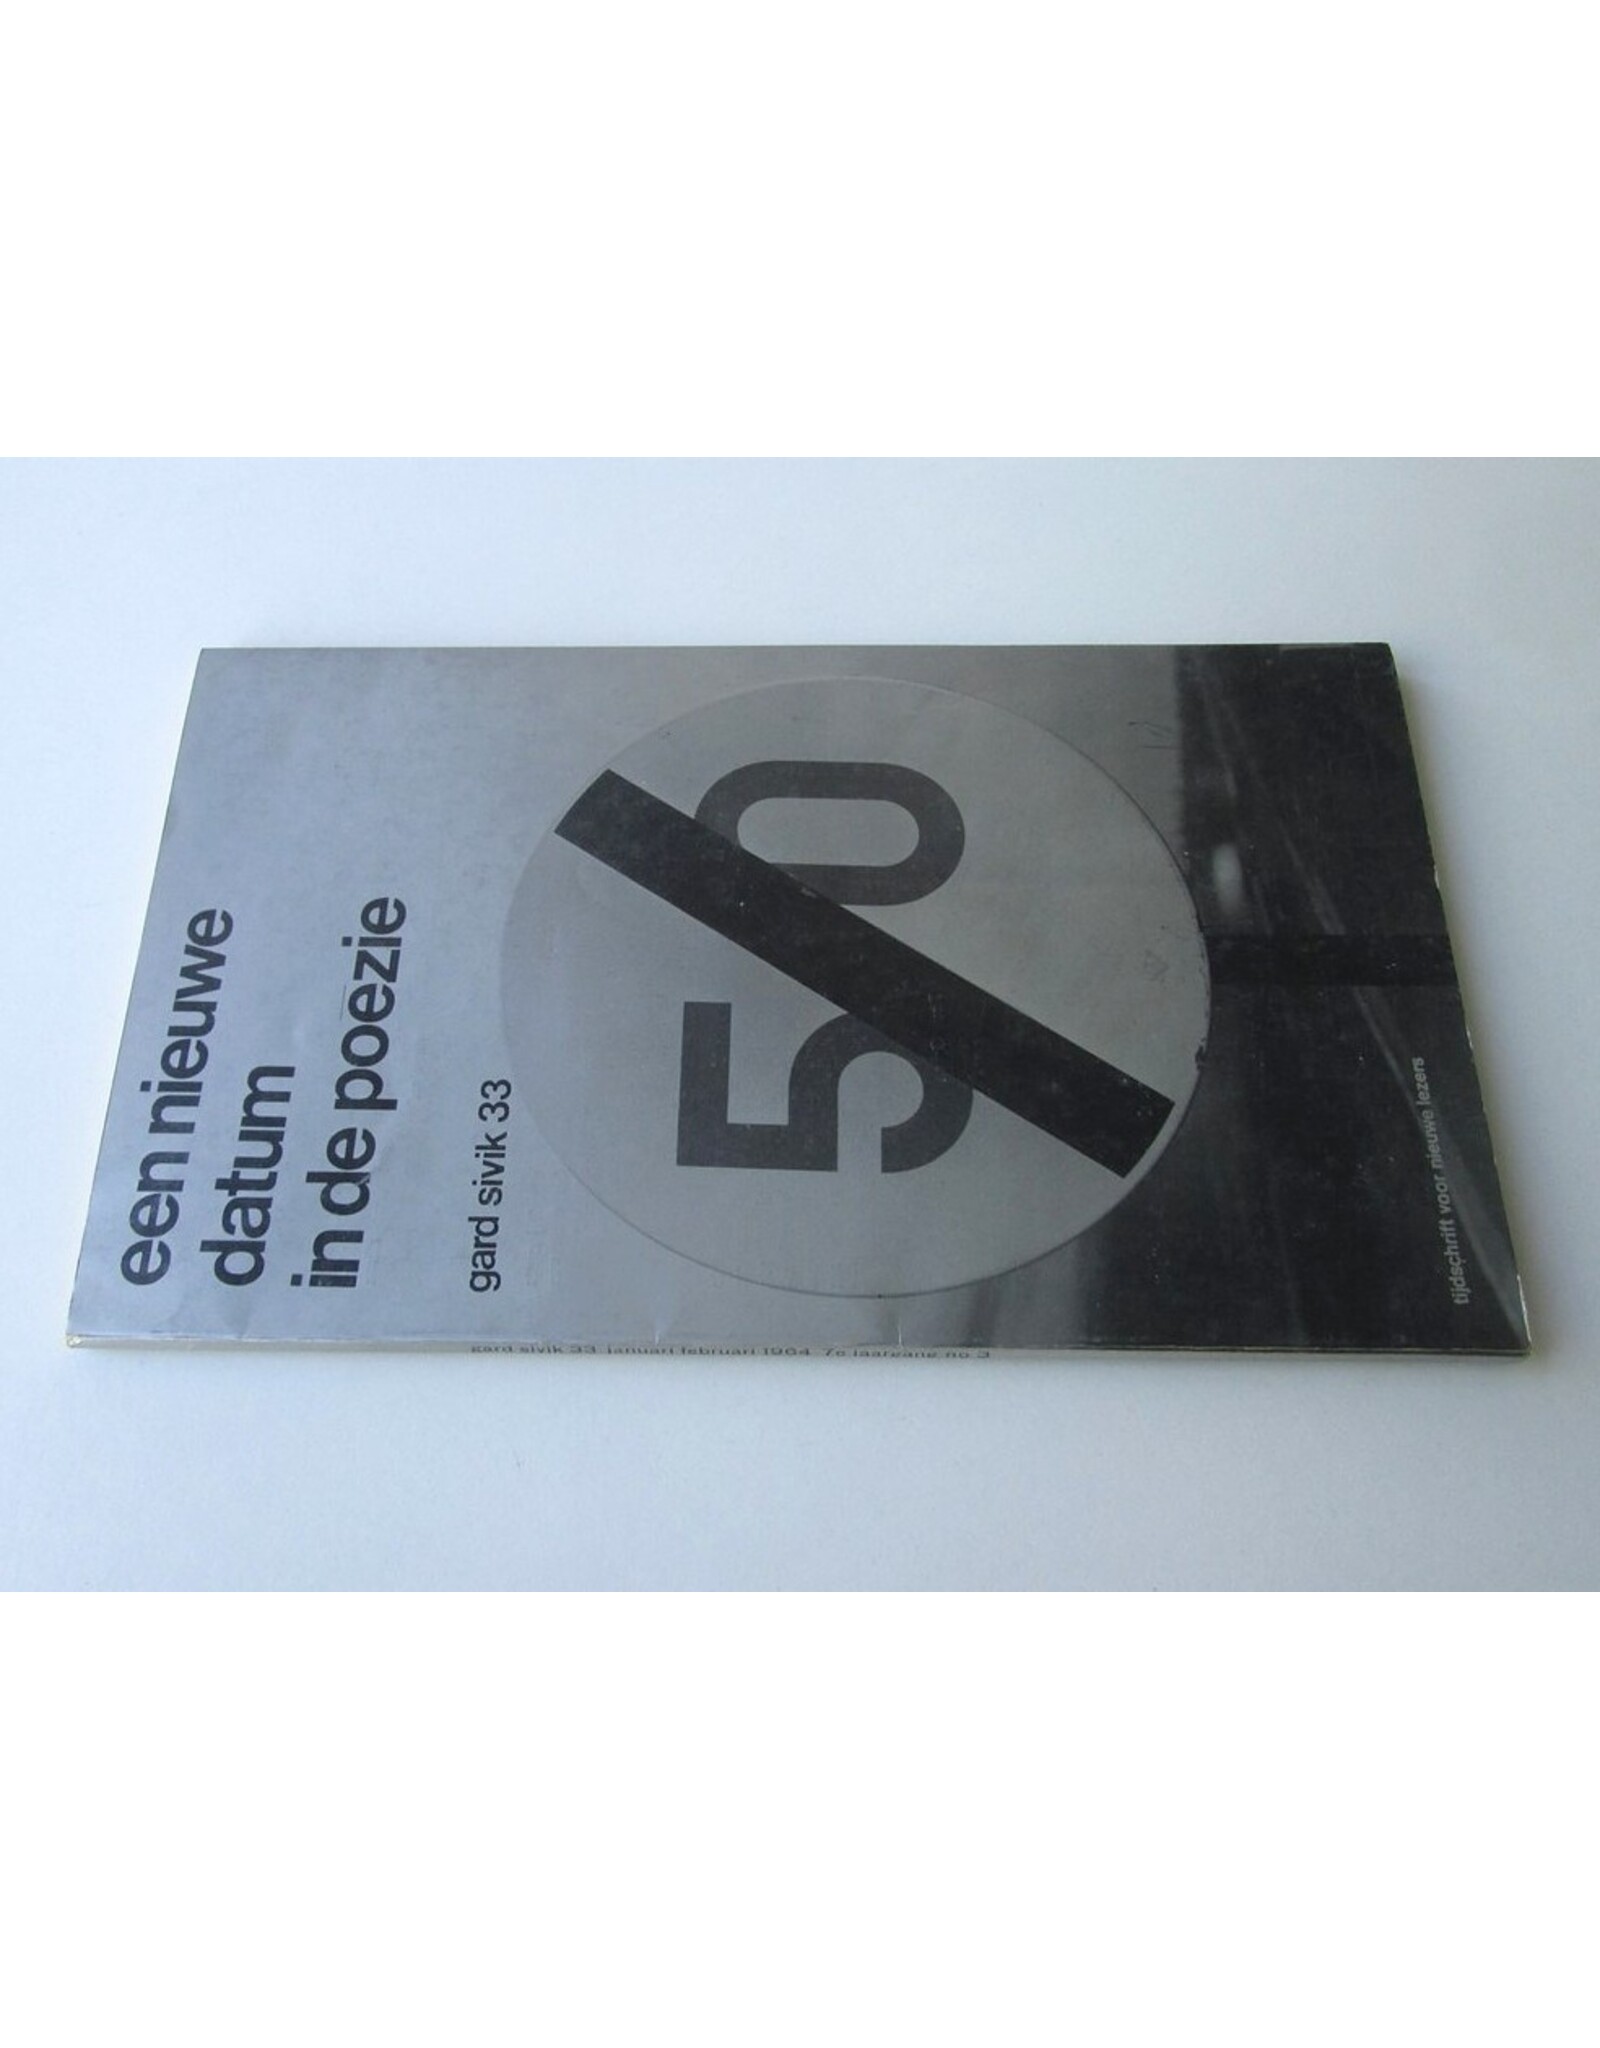 een nieuwe
datum
in de poezie
gard sivik 33
50
tijdschrift voor nieuwe lezers
gard sivik 33 januari februari 1964 7e jaargang no 3